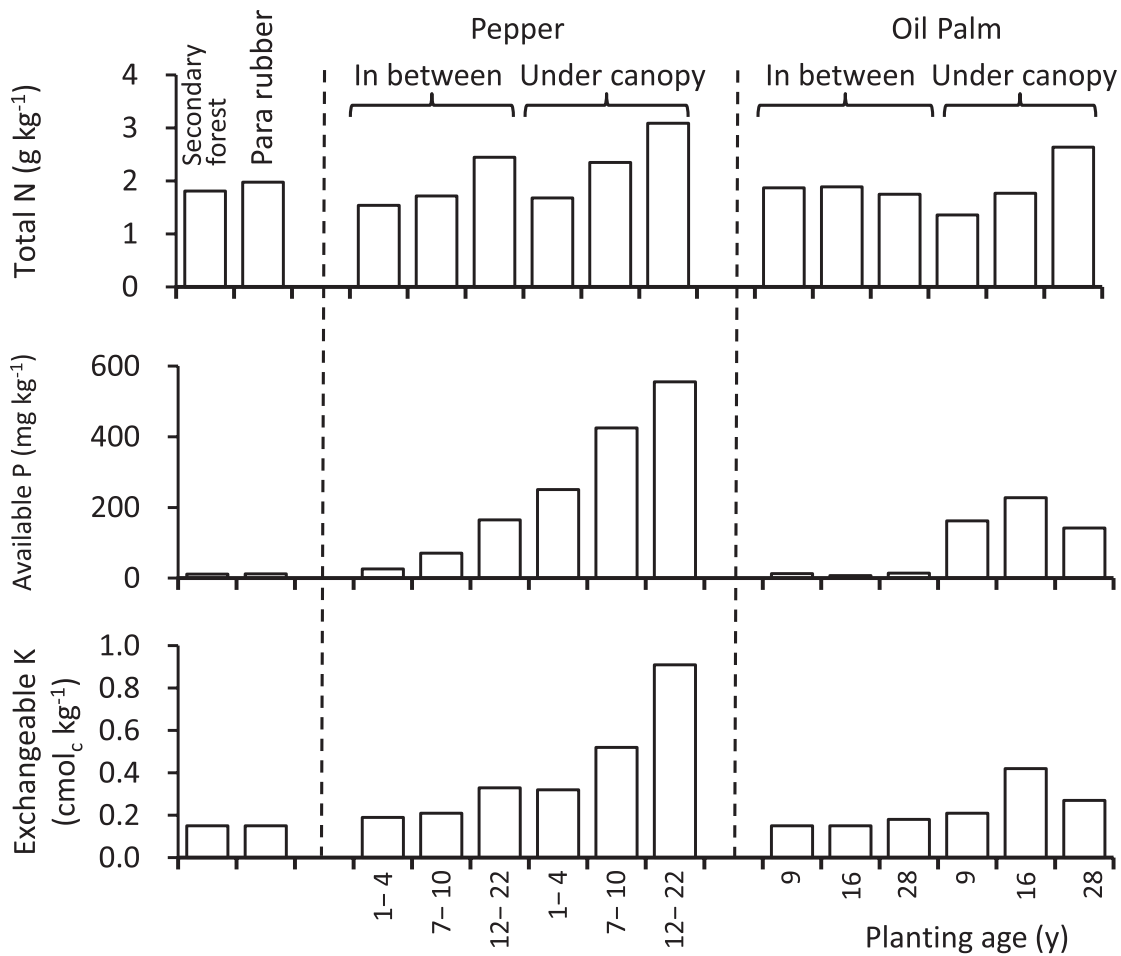 Pepper
Oil Palm
In between
Under canopy
In between
Under canopy
Secondary
forest
Para rubber
Total N (g kg⁻¹)
4
3
2
1
0
Available P (mg kg⁻¹)
600
400
200
0
Exchangeable K
(cmol꜀ kg⁻¹)
1.0
0.8
0.6
0.4
0.2
0.0
1– 4
7– 10
12– 22
1– 4
7– 10
12– 22
9
16
28
9
16
28
Planting age (y)